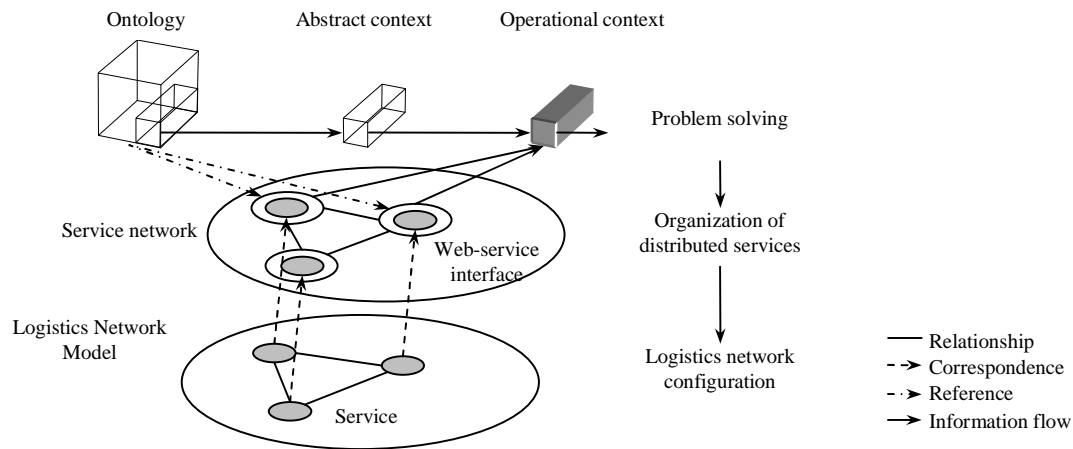 Ontology
Abstract context
Operational context
Problem solving
Service network
Web-service
interface
Organization of
distributed services
Logistics Network
Model
Service
Logistics network
configuration
Relationship
Correspondence
Reference
Information flow